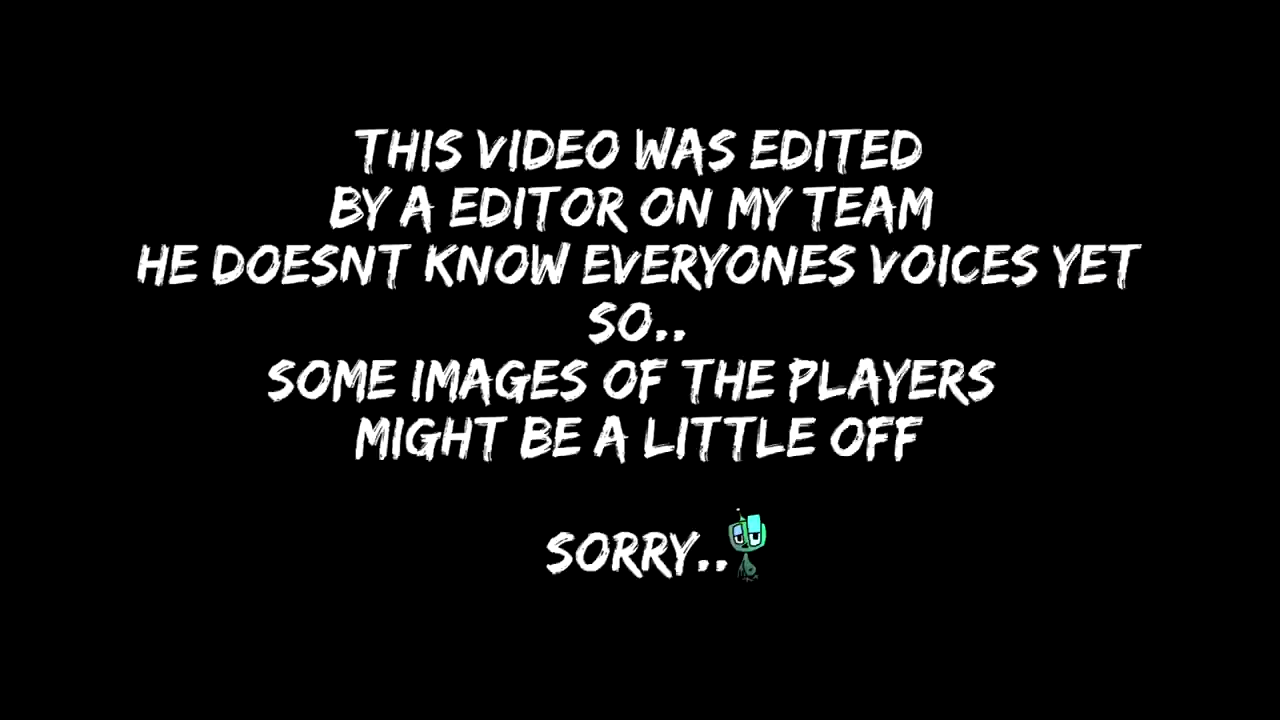 THIS VIDEO WAS EDITED
BY A EDITOR ON MY TEAM
HE DOESNT KNOW EVERYONES VOICES YET
SO..
SOME IMAGES OF THE PLAYERS
MIGHT BE A LITTLE OFF
SORRY..